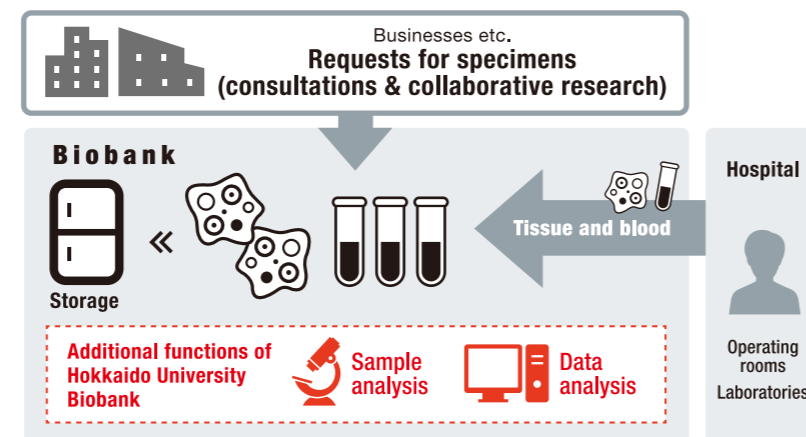 Businesses etc.
Requests for specimens
(consultations & collaborative research)
Biobank
Storage
Tissue and blood
Hospital
Operating
rooms
Laboratories
Additional functions of
Hokkaido University
Biobank
Sample
analysis
Data
analysis